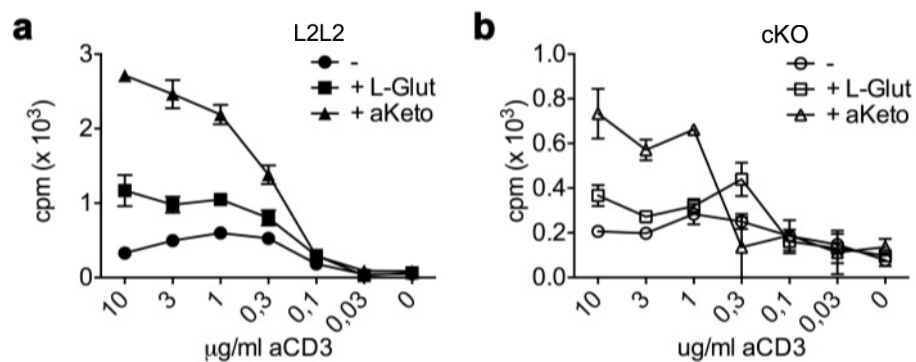 a
L2L2
3
2
1
0
cpm (x 10³)
-
+ L-Glut
+ aKeto
10
3
1
0,3
0,1
0,03
0
µg/ml aCD3
b
cKO
1.0
0.8
0.6
0.4
0.2
0.0
cpm (x 10³)
-
+ L-Glut
+ aKeto
10
3
1
0,3
0,1
0,03
0
ug/ml aCD3